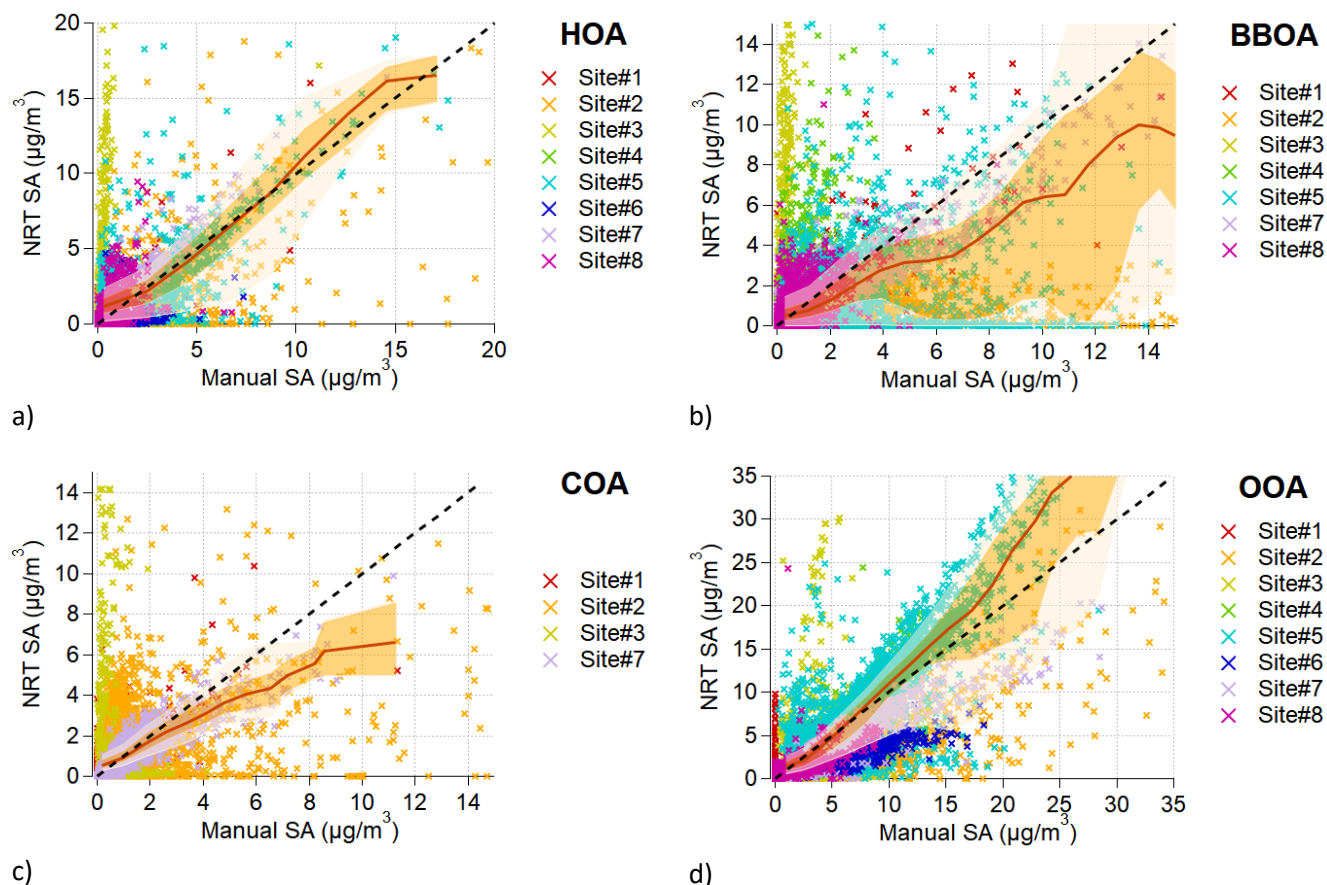 HOA
20
15
10
5
0
NRT SA (µg/m³)
0 5 10 15 20
Manual SA (µg/m³)
Site#1
Site#2
Site#3
Site#4
Site#5
Site#6
Site#7
Site#8
a)
BBOA
14
12
10
8
6
4
2
0
NRT SA (µg/m³)
0 2 4 6 8 10 12 14
Manual SA (µg/m³)
Site#1
Site#2
Site#3
Site#4
Site#5
Site#7
Site#8
b)
COA
14
12
10
8
6
4
2
0
NRT SA (µg/m³)
0 2 4 6 8 10 12 14
Manual SA (µg/m³)
Site#1
Site#2
Site#3
Site#7
c)
OOA
35
30
25
20
15
10
5
0
NRT SA (µg/m³)
0 5 10 15 20 25 30 35
Manual SA (µg/m³)
Site#1
Site#2
Site#3
Site#4
Site#5
Site#6
Site#7
Site#8
d)